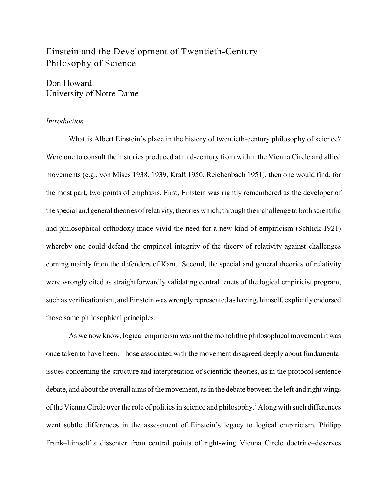 Einstein and the Development of Twentieth-Century
Philosophy of Science
Don Howard
University of Notre Dame
Introduction
What is Albert Einstein's place in the history of twentieth-century philosophy of science?
Were one to consult the histories produced at mid-century from within the Vienna Circle and allied
movements (e.g., von Mises 1938, 1939, Kraft 1950, Reichenbach 1951), then one would find, for
the most part, two points of emphasis. First, Einstein was rightly remembered as the developer of
the special and general theories of relativity, theories which, through their challenge to both scientific
and philosophical orthodoxy made vivid the need for a new kind of empiricism (Schlick 1921)
whereby one could defend the empirical integrity of the theory of relativity against challenges
coming mainly from the defenders of Kant. Second, the special and general theories of relativity
were wrongly cited as straightforwardly validating central tenets of the logical empiricist program,
such as verificationism, and Einstein was wrongly represented as having, himself, explicitly endorsed
those same philosophical principles.
As we now know, logical empiricism was not the monolithic philosophical movement it was
once taken to have been. Those associated with the movement disagreed deeply about fundamental
issues concerning the structure and interpretation of scientific theories, as in the protocol sentence
debate, and about the overall aims of the movement, as in the debate between the left and right wings
of the Vienna Circle over the role of politics in science and philosophy. Along with such differences
went subtle differences in the assessment of Einstein's legacy to logical empiricism. Philipp
Frank–himself a dissenter from central points of right-wing Vienna Circle doctrine–deserves